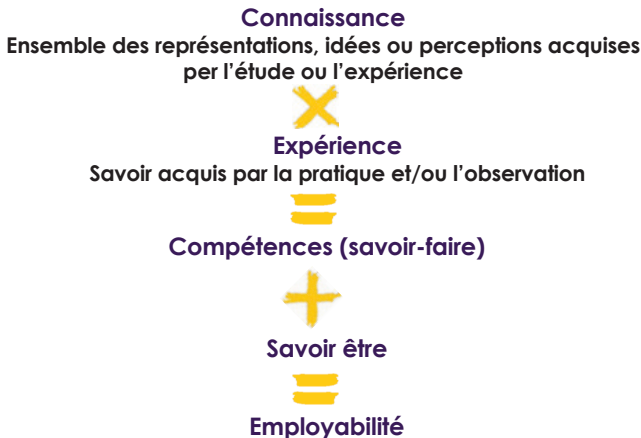 Connaissance
Ensemble des représentations, idées ou perceptions acquises
per l’étude ou l’expérience
Expérience
Savoir acquis par la pratique et/ou l’observation
Compétences (savoir-faire)
Savoir être
Employabilité